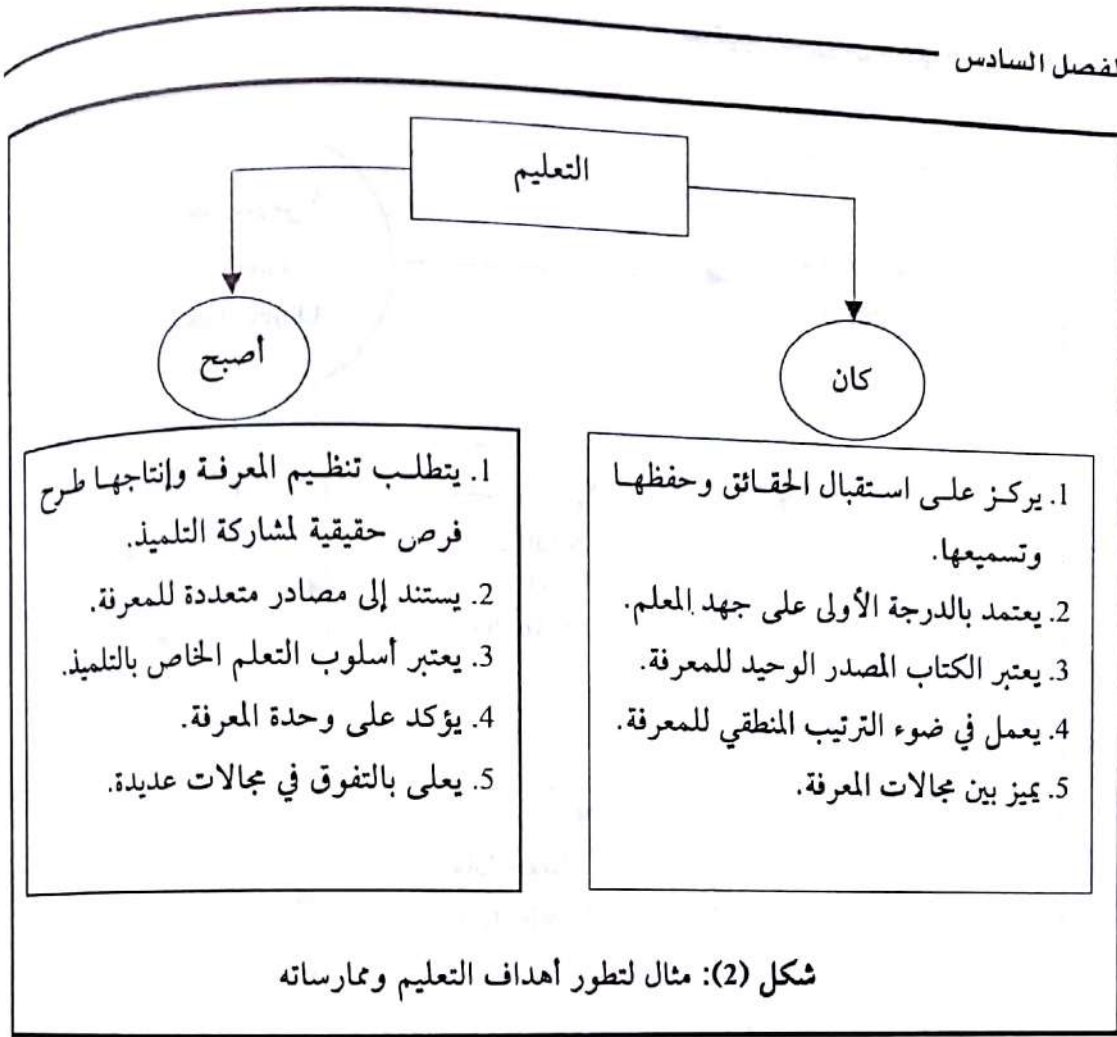 لفصل السادس
التعليم
كان
أصبح
1. يركز على استقبال الحقائق وحفظها
وتسميعها.
2. يعتمد بالدرجة الأولى على جهد المعلم.
3. يعتبر الكتاب المصدر الوحيد للمعرفة.
4. يعمل في ضوء الترتيب المنطقي للمعرفة.
5. يميز بين مجالات المعرفة.
1. يتطلب تنظيم المعرفة وإنتاجها طرح
فرص حقيقية لمشاركة التلميذ.
2. يستند إلى مصادر متعددة للمعرفة.
3. يعتبر أسلوب التعلم الخاص بالتلميذ.
4. يؤكد على وحدة المعرفة.
5. يعلى بالتفوق في مجالات عديدة.
شكل (2): مثال لتطور أهداف التعليم وممارساته